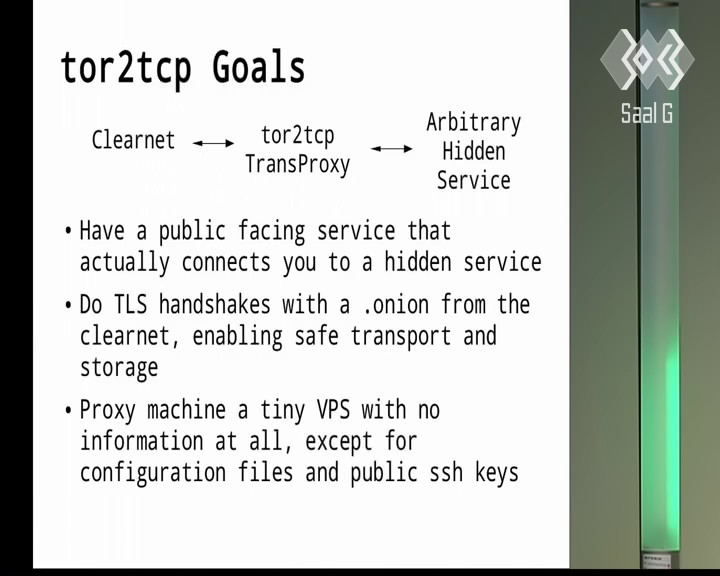 tor2tcp Goals
Clearnet
tor2tcp
TransProxy
Arbitrary
Hidden
Service
• Have a public facing service that
actually connects you to a hidden service
• Do TLS handshakes with a .onion from the
clearnet, enabling safe transport and
storage
• Proxy machine a tiny VPS with no
information at all, except for
configuration files and public ssh keys
Saal G